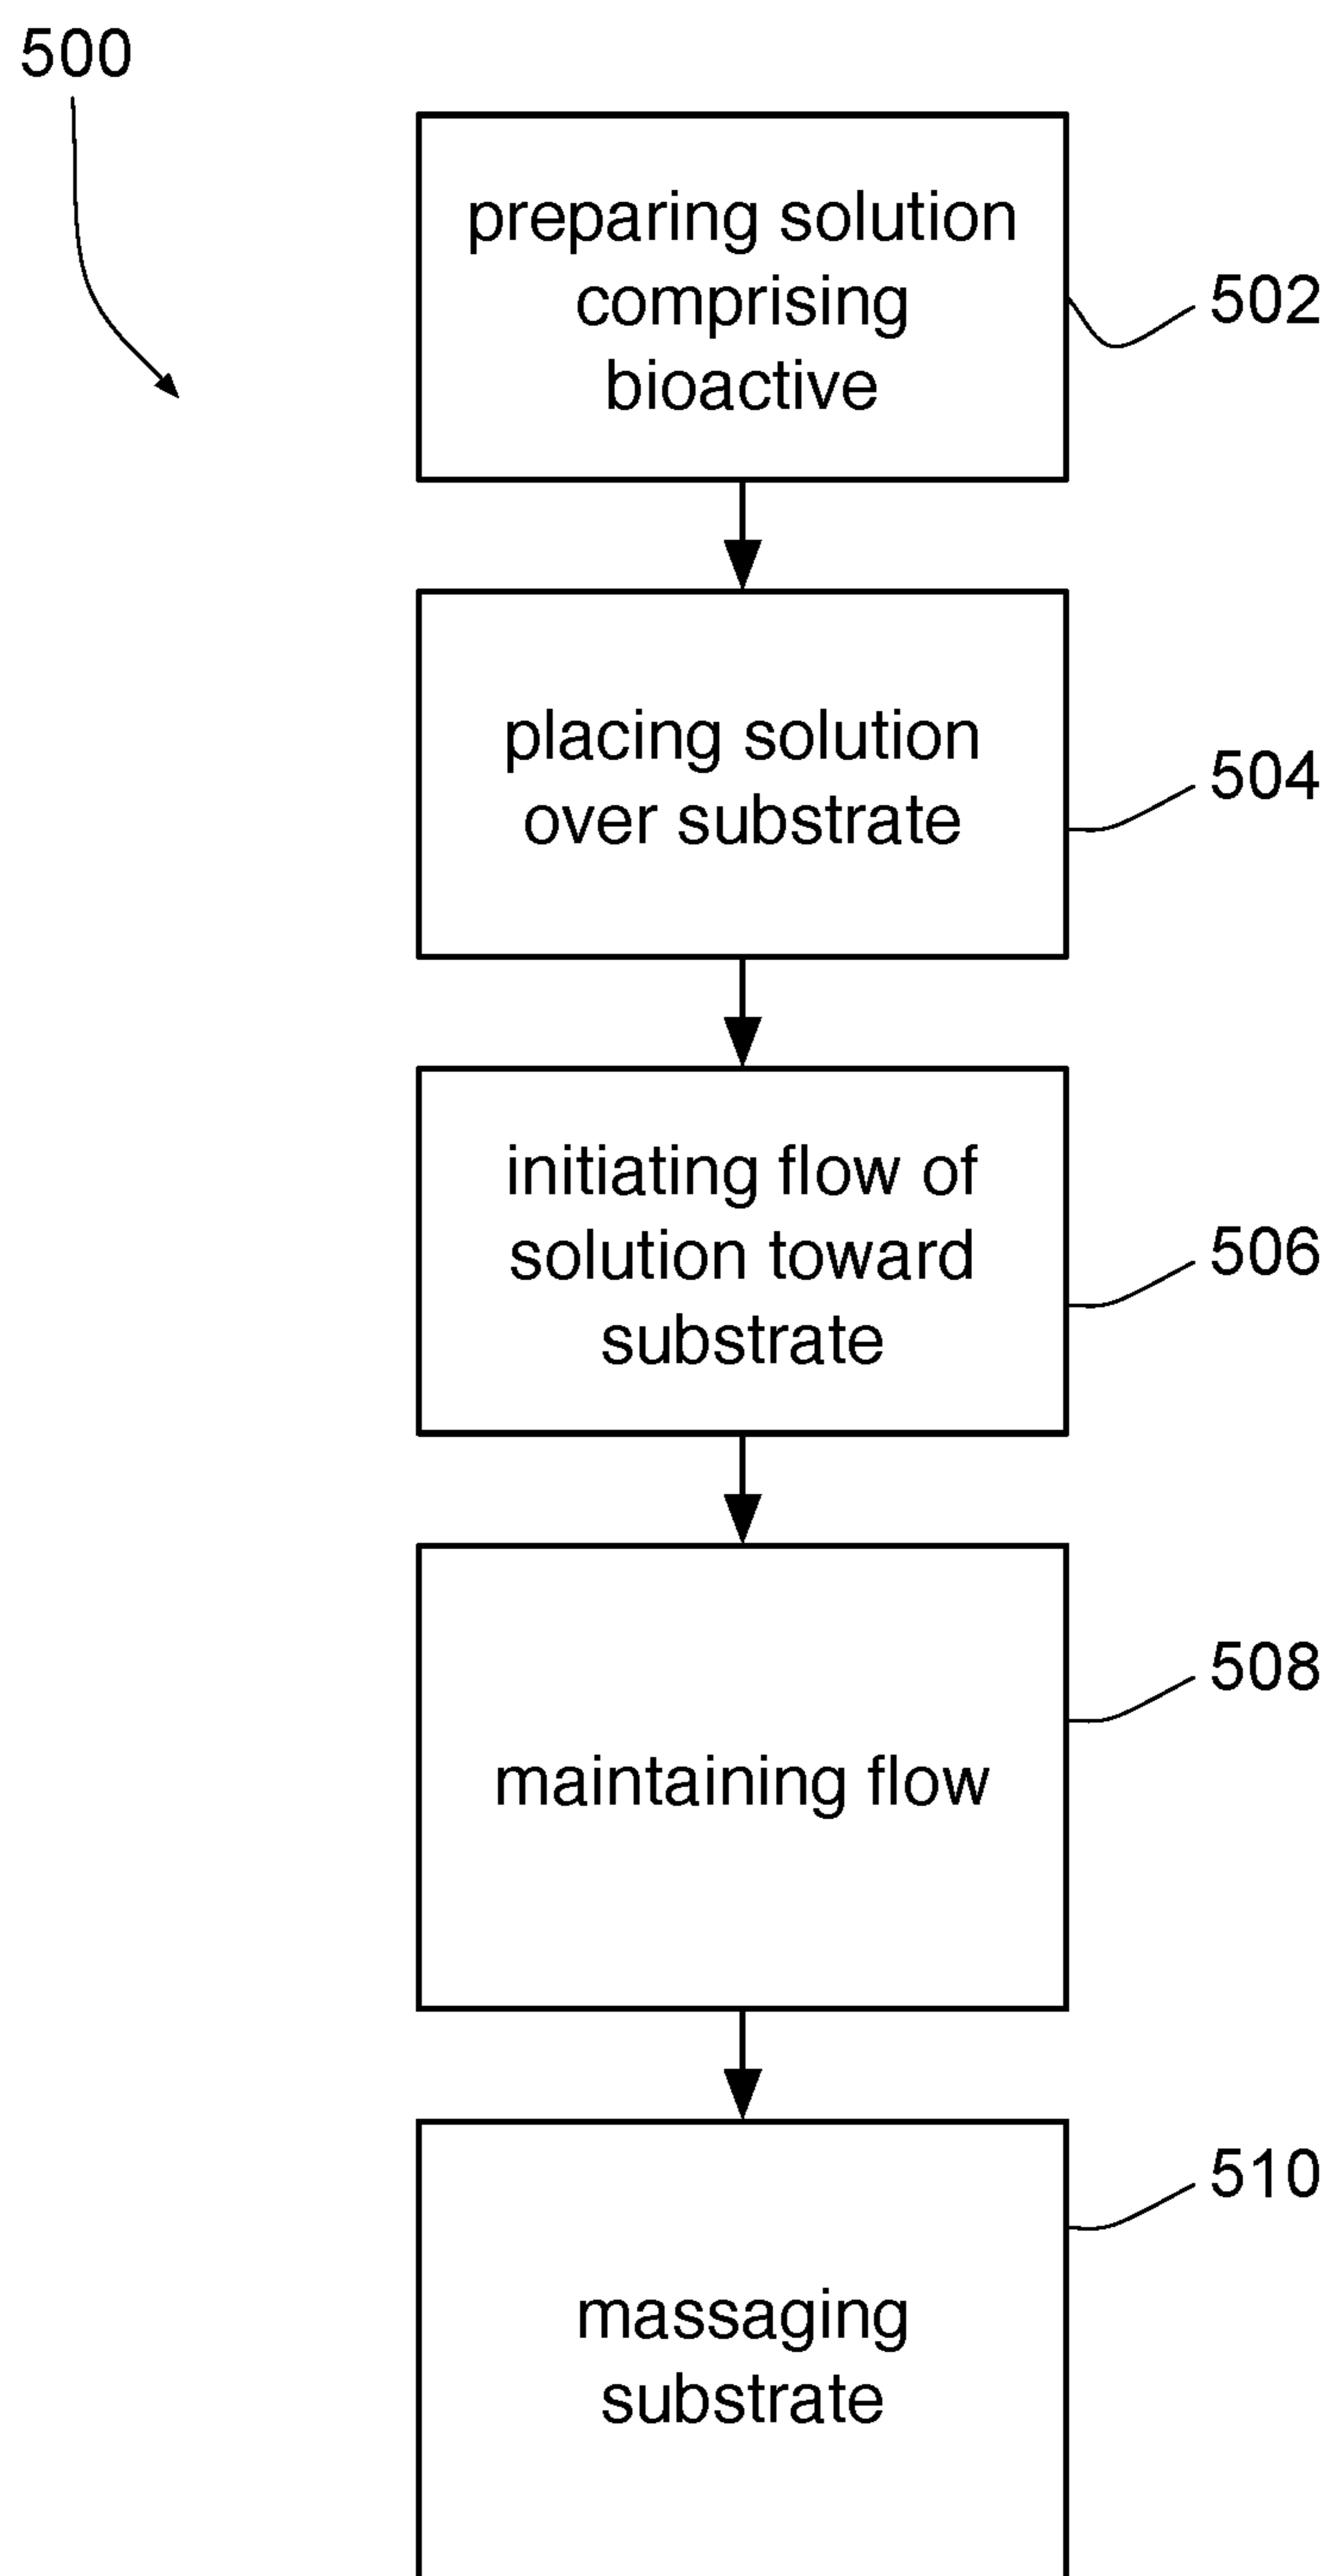 500
preparing solution
comprising
bioactive
502
placing solution
over substrate
504
initiating flow of
solution toward
substrate
506
508
maintaining flow
510
massaging
substrate